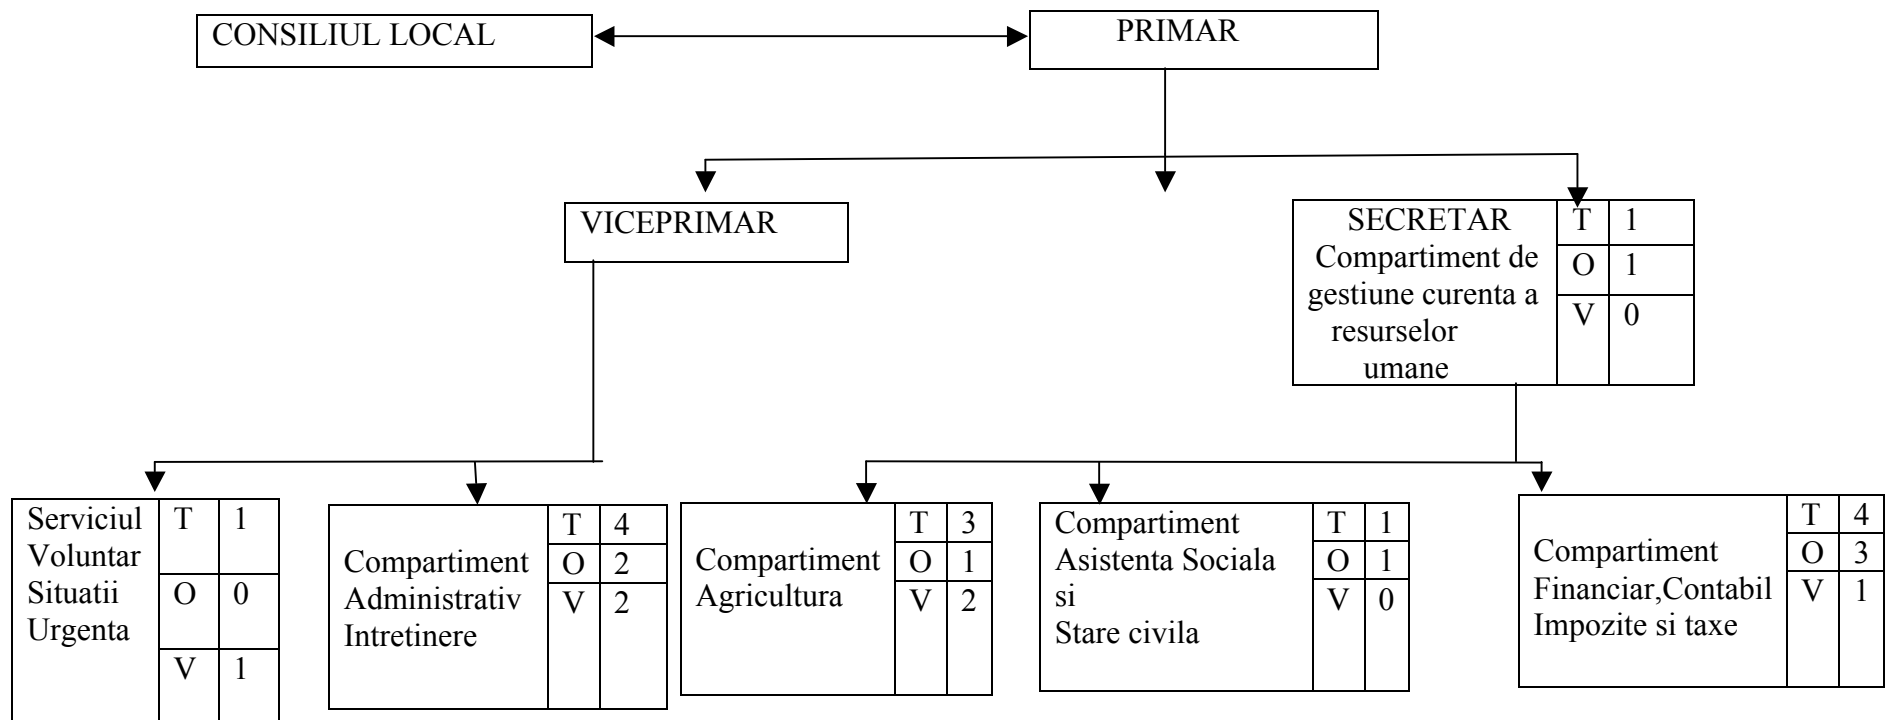 CONSILIUL LOCAL
PRIMAR
VICEPRIMAR
SECRETAR
Compartiment de
gestiune curenta a
resurselor
umane
T 1
O 1
V 0
Serviciul
Voluntar
Situatii
Urgenta
T 1
O 0
V 1
Compartiment
Administrativ
Intretinere
T 4
O 2
V 2
Compartiment
Agricultura
T 3
O 1
V 2
Compartiment
Asistenta Sociala
si
Stare civila
T 1
O 1
V 0
Compartiment
Financiar,Contabil
Impozite si taxe
T 4
O 3
V 1